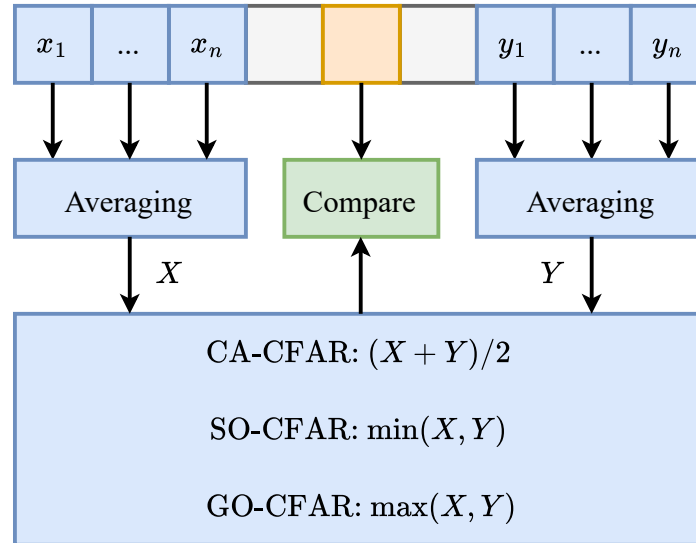 x₁ ... xₙ y₁ ... yₙ
Averaging Compare Averaging
X Y
CA-CFAR: (X + Y)/2
SO-CFAR: min(X, Y)
GO-CFAR: max(X, Y)